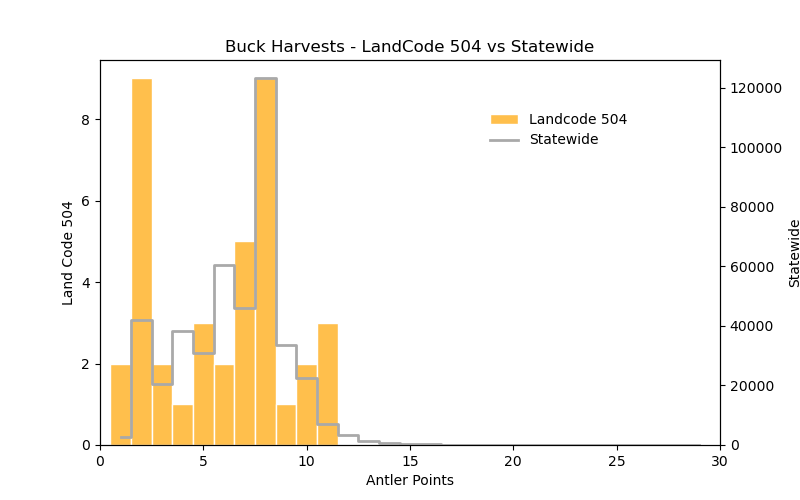 Buck Harvests - LandCode 504 vs Statewide
Landcode 504
Statewide
Land Code 504
8
6
4
2
0
120000
100000
80000
60000
40000
20000
0
Statewide
0 5 10 15 20 25 30
Antler Points